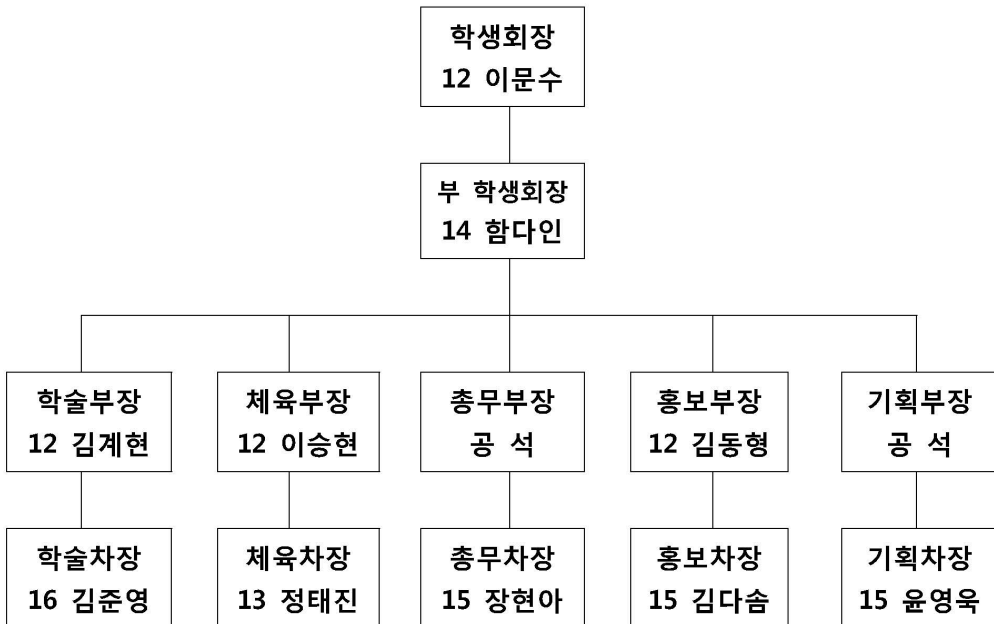 학생회장
12 이문수
부 학생회장
14 함다인
학술부장
12 김계현
체육부장
12 이승현
총무부장
공 석
홍보부장
12 김동형
기획부장
공 석
학술차장
16 김준영
체육차장
13 정태진
총무차장
15 장현아
홍보차장
15 김다솜
기획차장
15 윤영욱